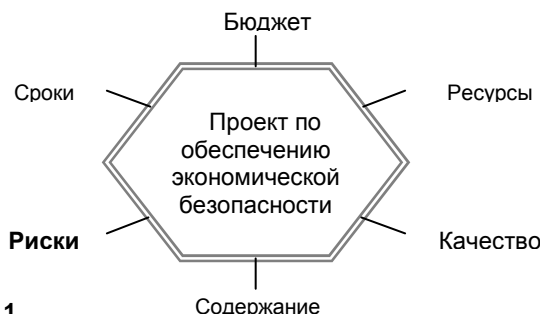 Бюджет
Сроки
Ресурсы
Проект по
обеспечению
экономической
безопасности
Риски
Качество
Содержание
1